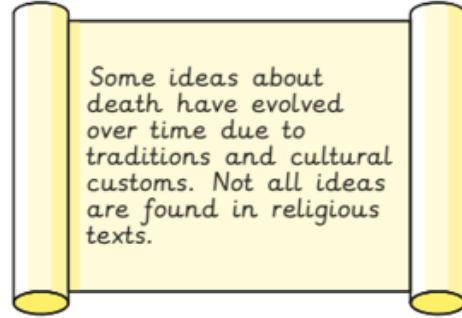 Some ideas about
death have evolved
over time due to
traditions and cultural
customs. Not all ideas
are found in religious
texts.